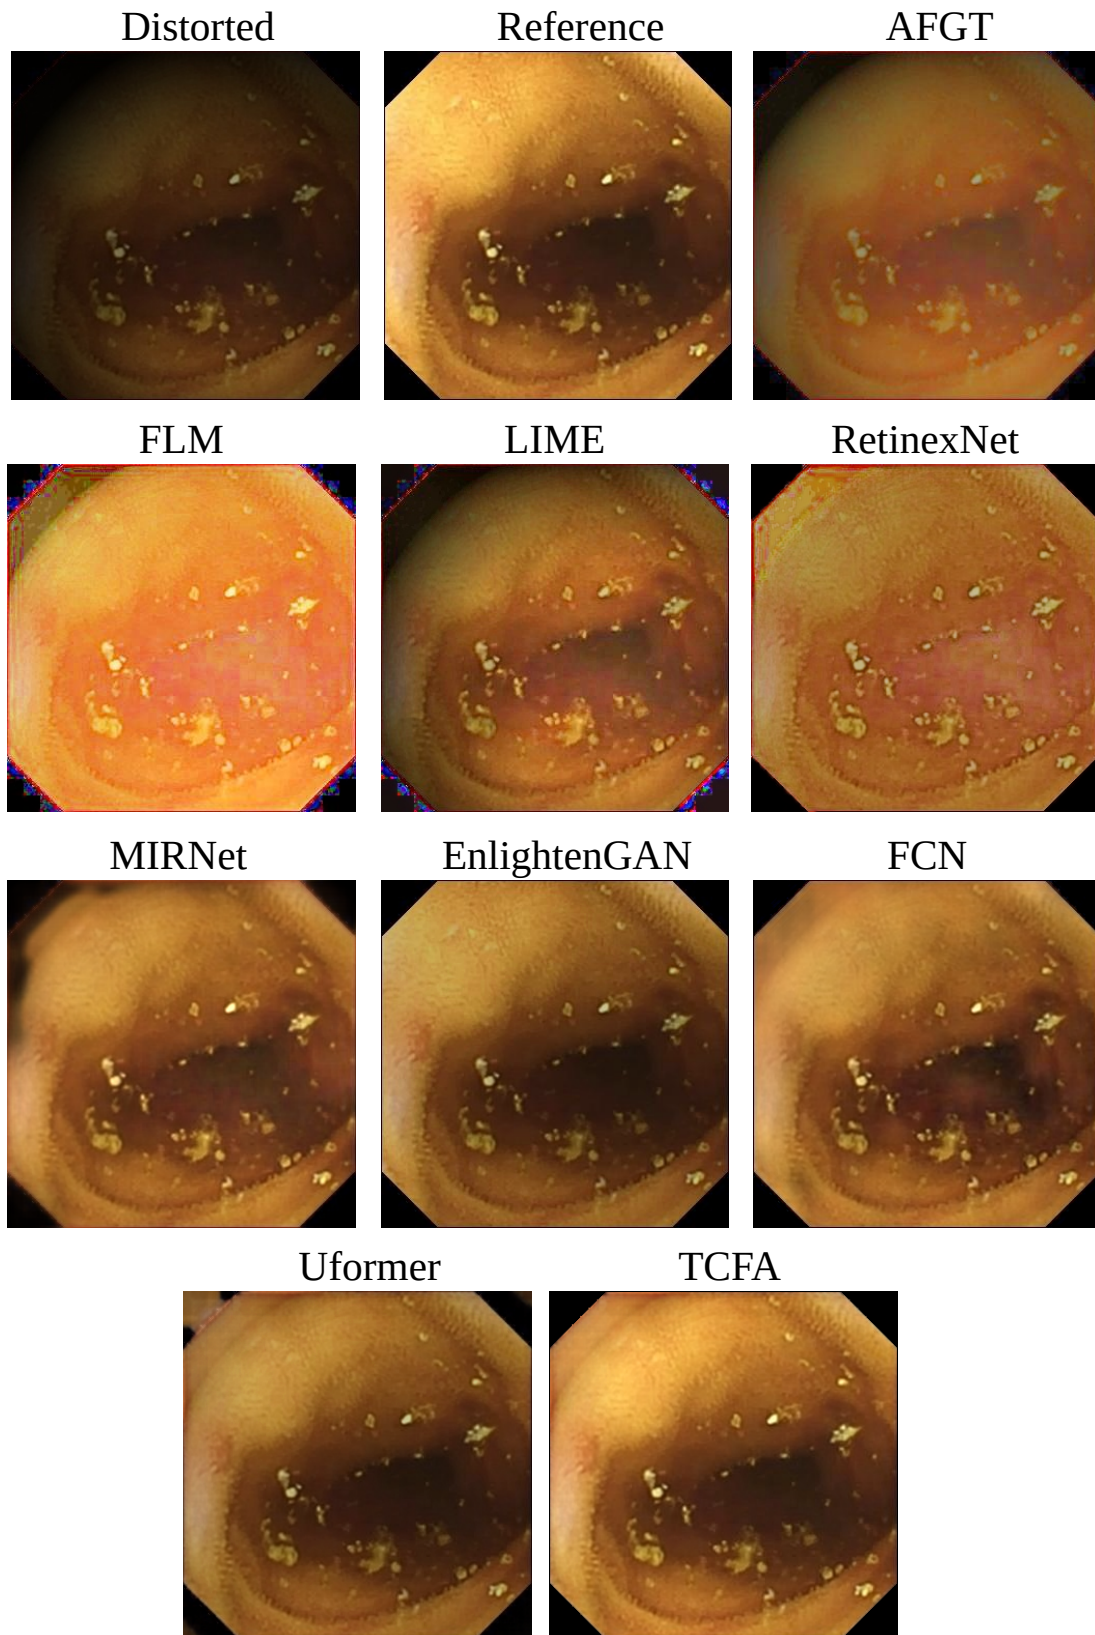 Distorted
Reference
AFGT
FLM
LIME
RetinexNet
MIRNet
EnlightenGAN
FCN
Uformer
TCFA